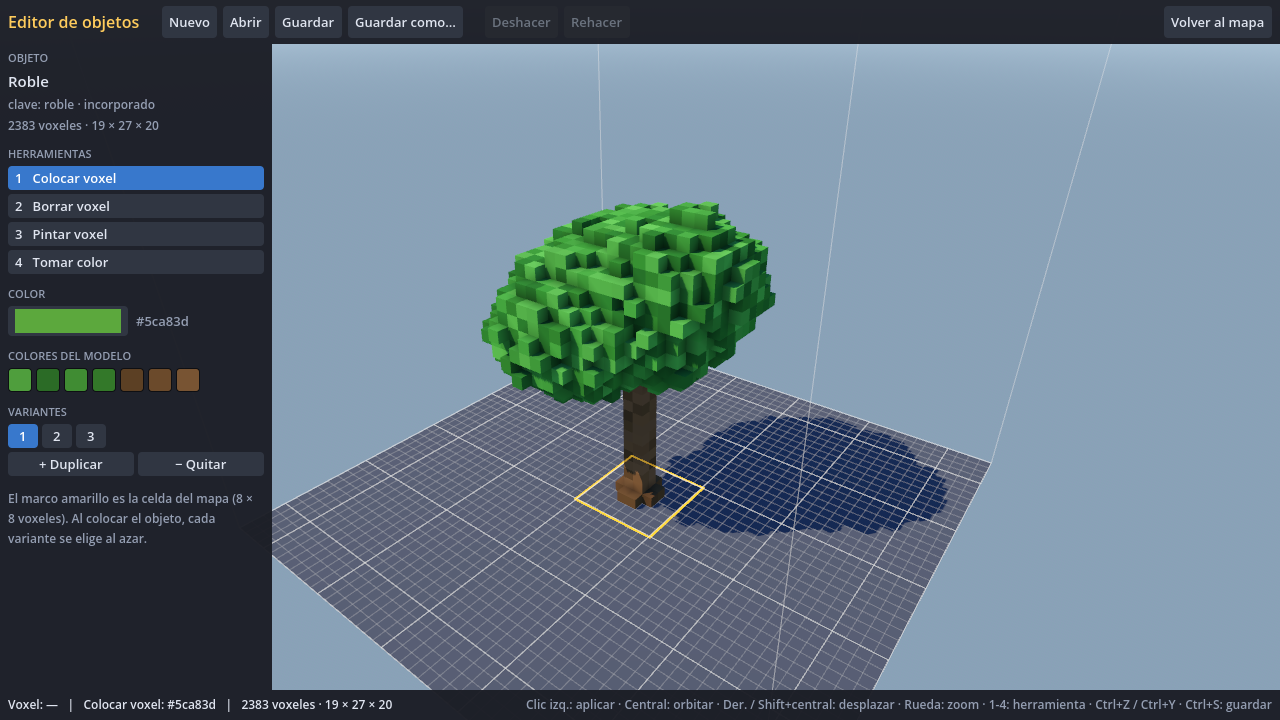 Editor de objetos Nuevo Abrir Guardar Guardar como... Deshacer Rehacer Volver al mapa
OBJETO
Roble
clave: roble · incorporado
2383 voxeles · 19 × 27 × 20
HERRAMIENTAS
1 Colocar voxel
2 Borrar voxel
3 Pintar voxel
4 Tomar color
COLOR
#5ca83d
COLORES DEL MODELO
VARIANTES
1 2 3
+ Duplicar − Quitar
El marco amarillo es la celda del mapa (8 ×
8 voxeles). Al colocar el objeto, cada
variante se elige al azar.
Voxel: — | Colocar voxel: #5ca83d | 2383 voxeles · 19 × 27 × 20 Clic izq.: aplicar · Central: orbitar · Der. / Shift+central: desplazar · Rueda: zoom · 1-4: herramienta · Ctrl+Z / Ctrl+Y · Ctrl+S: guardar